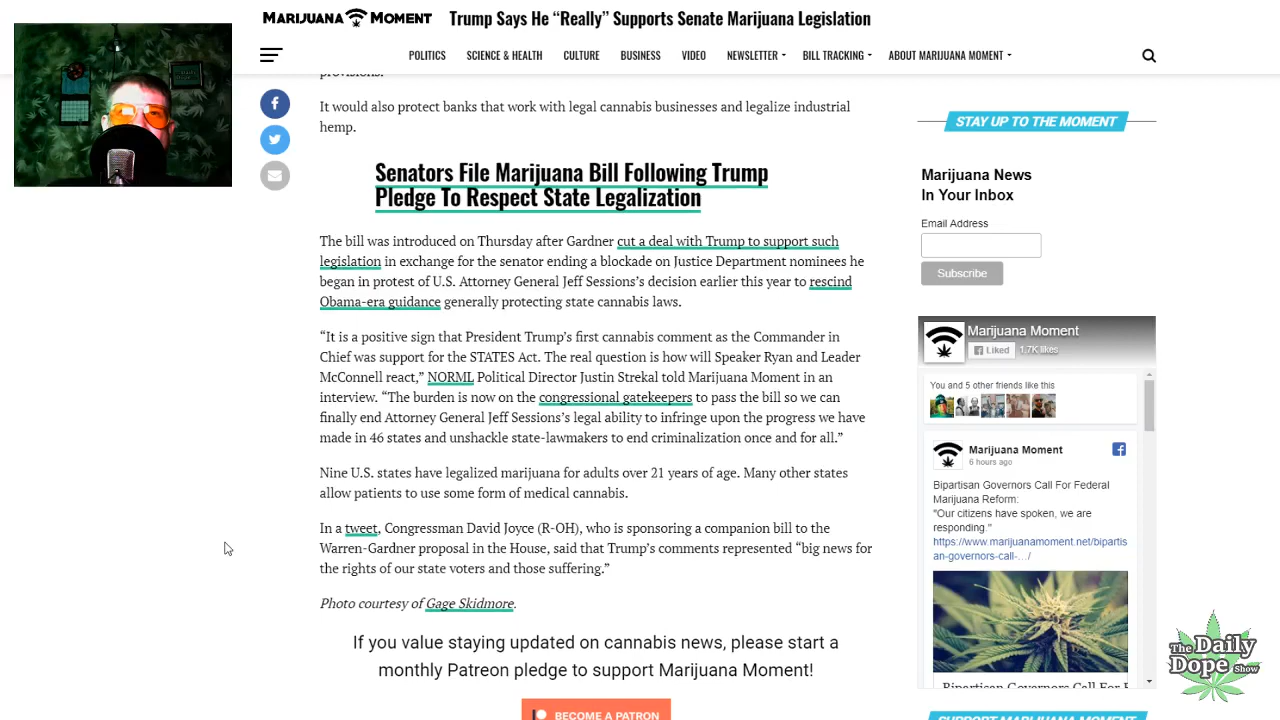 MARIJUANA MOMENT
Trump Says He “Really” Supports Senate Marijuana Legislation
POLITICS SCIENCE & HEALTH CULTURE BUSINESS VIDEO NEWSLETTER BILL TRACKING ABOUT MARIJUANA MOMENT
provisions.
It would also protect banks that work with legal cannabis businesses and legalize industrial
hemp.
Senators File Marijuana Bill Following Trump
Pledge To Respect State Legalization
The bill was introduced on Thursday after Gardner cut a deal with Trump to support such
legislation in exchange for the senator ending a blockade on Justice Department nominees he
began in protest of U.S. Attorney General Jeff Sessions’s decision earlier this year to rescind
Obama-era guidance generally protecting state cannabis laws.
“It is a positive sign that President Trump’s first cannabis comment as the Commander in
Chief was support for the STATES Act. The real question is how will Speaker Ryan and Leader
McConnell react,” NORML Political Director Justin Strekal told Marijuana Moment in an
interview. “The burden is now on the congressional gatekeepers to pass the bill so we can
finally end Attorney General Jeff Sessions’s legal ability to infringe upon the progress we have
made in 46 states and unshackle state-lawmakers to end criminalization once and for all.”
Nine U.S. states have legalized marijuana for adults over 21 years of age. Many other states
allow patients to use some form of medical cannabis.
In a tweet, Congressman David Joyce (R-OH), who is sponsoring a companion bill to the
Warren-Gardner proposal in the House, said that Trump’s comments represented “big news for
the rights of our state voters and those suffering.”
Photo courtesy of Gage Skidmore.
If you value staying updated on cannabis news, please start a
monthly Patreon pledge to support Marijuana Moment!
BECOME A PATRON
STAY UP TO THE MOMENT
Marijuana News
In Your Inbox
Email Address
Subscribe
Marijuana Moment
Liked 1.7K likes
You and 5 other friends like this
Marijuana Moment
6 hours ago
Bipartisan Governors Call For Federal
Marijuana Reform:
"Our citizens have spoken, we are
responding."
https://www.marijuanamoment.net/bipartis
an-governors-call-…/
Bipartisan Governors Call For F
SUPPORT MARIJUANA MOMENT
The Daily
Dope Show